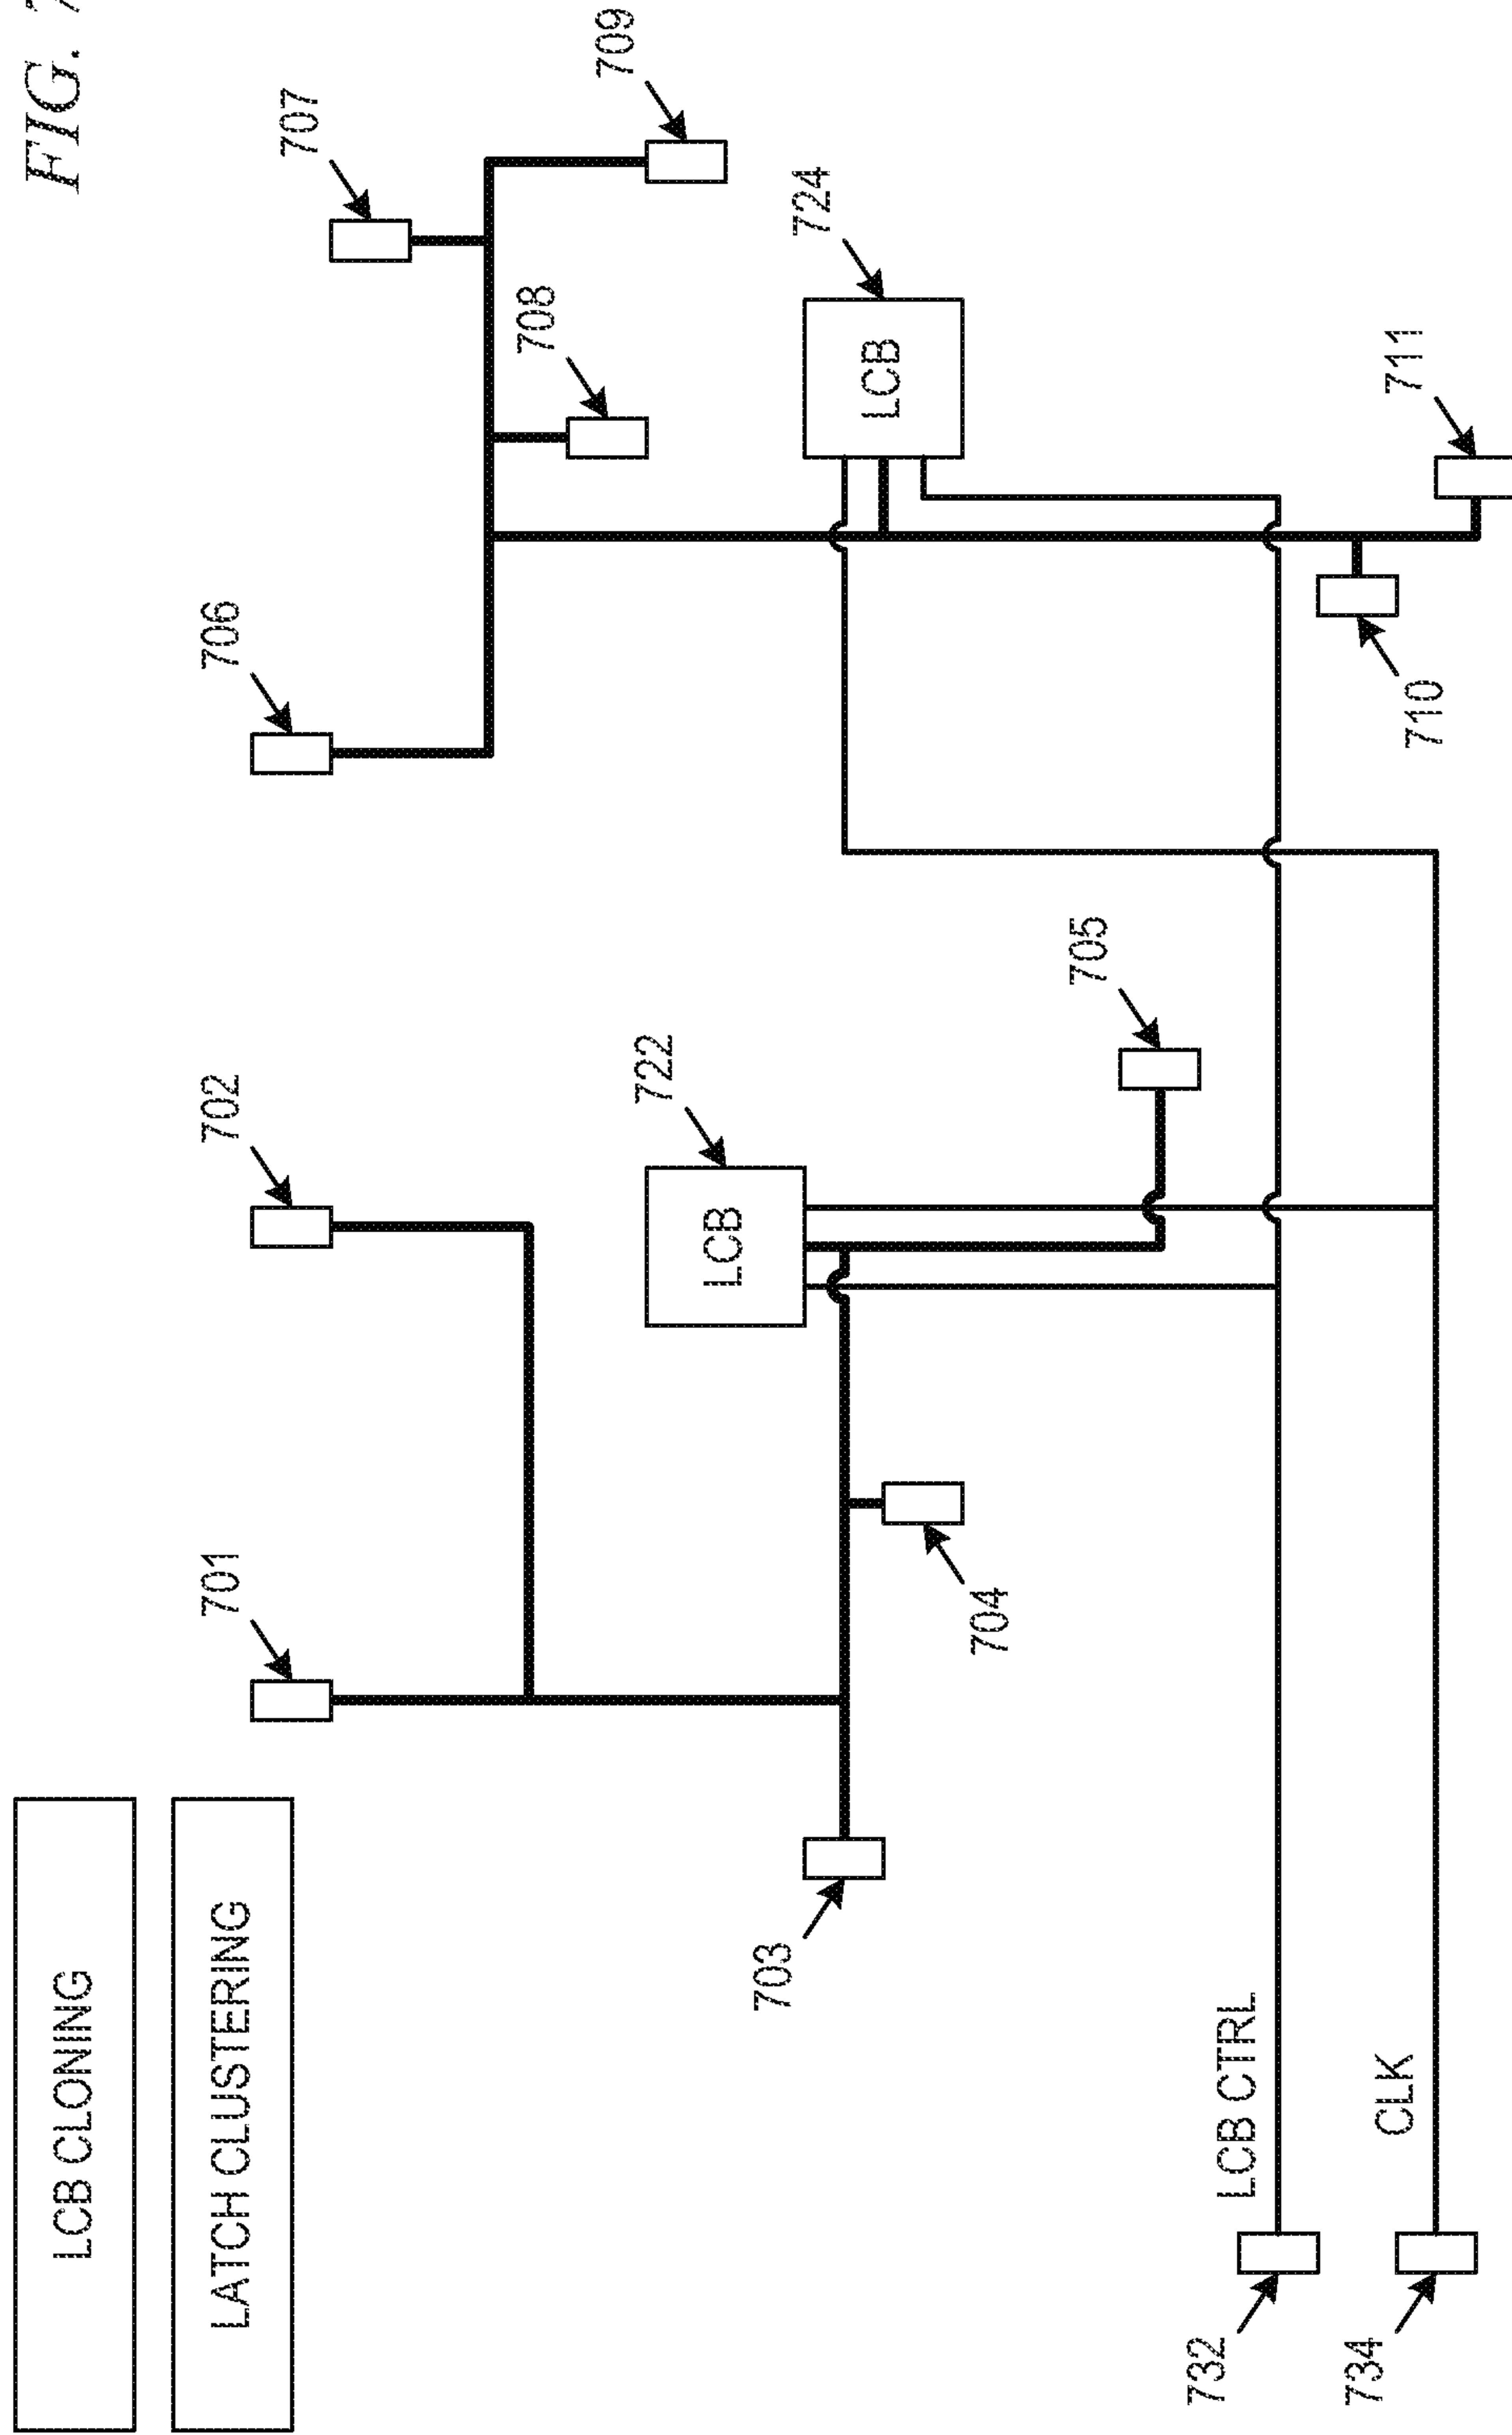 FIG. 7
LCB CLONING
LATCH CLUSTERING
701
702
706
707
708
709
722
LCB
703
724
LCB
704
705
732
LCB CTRL
734
CLK
711
710